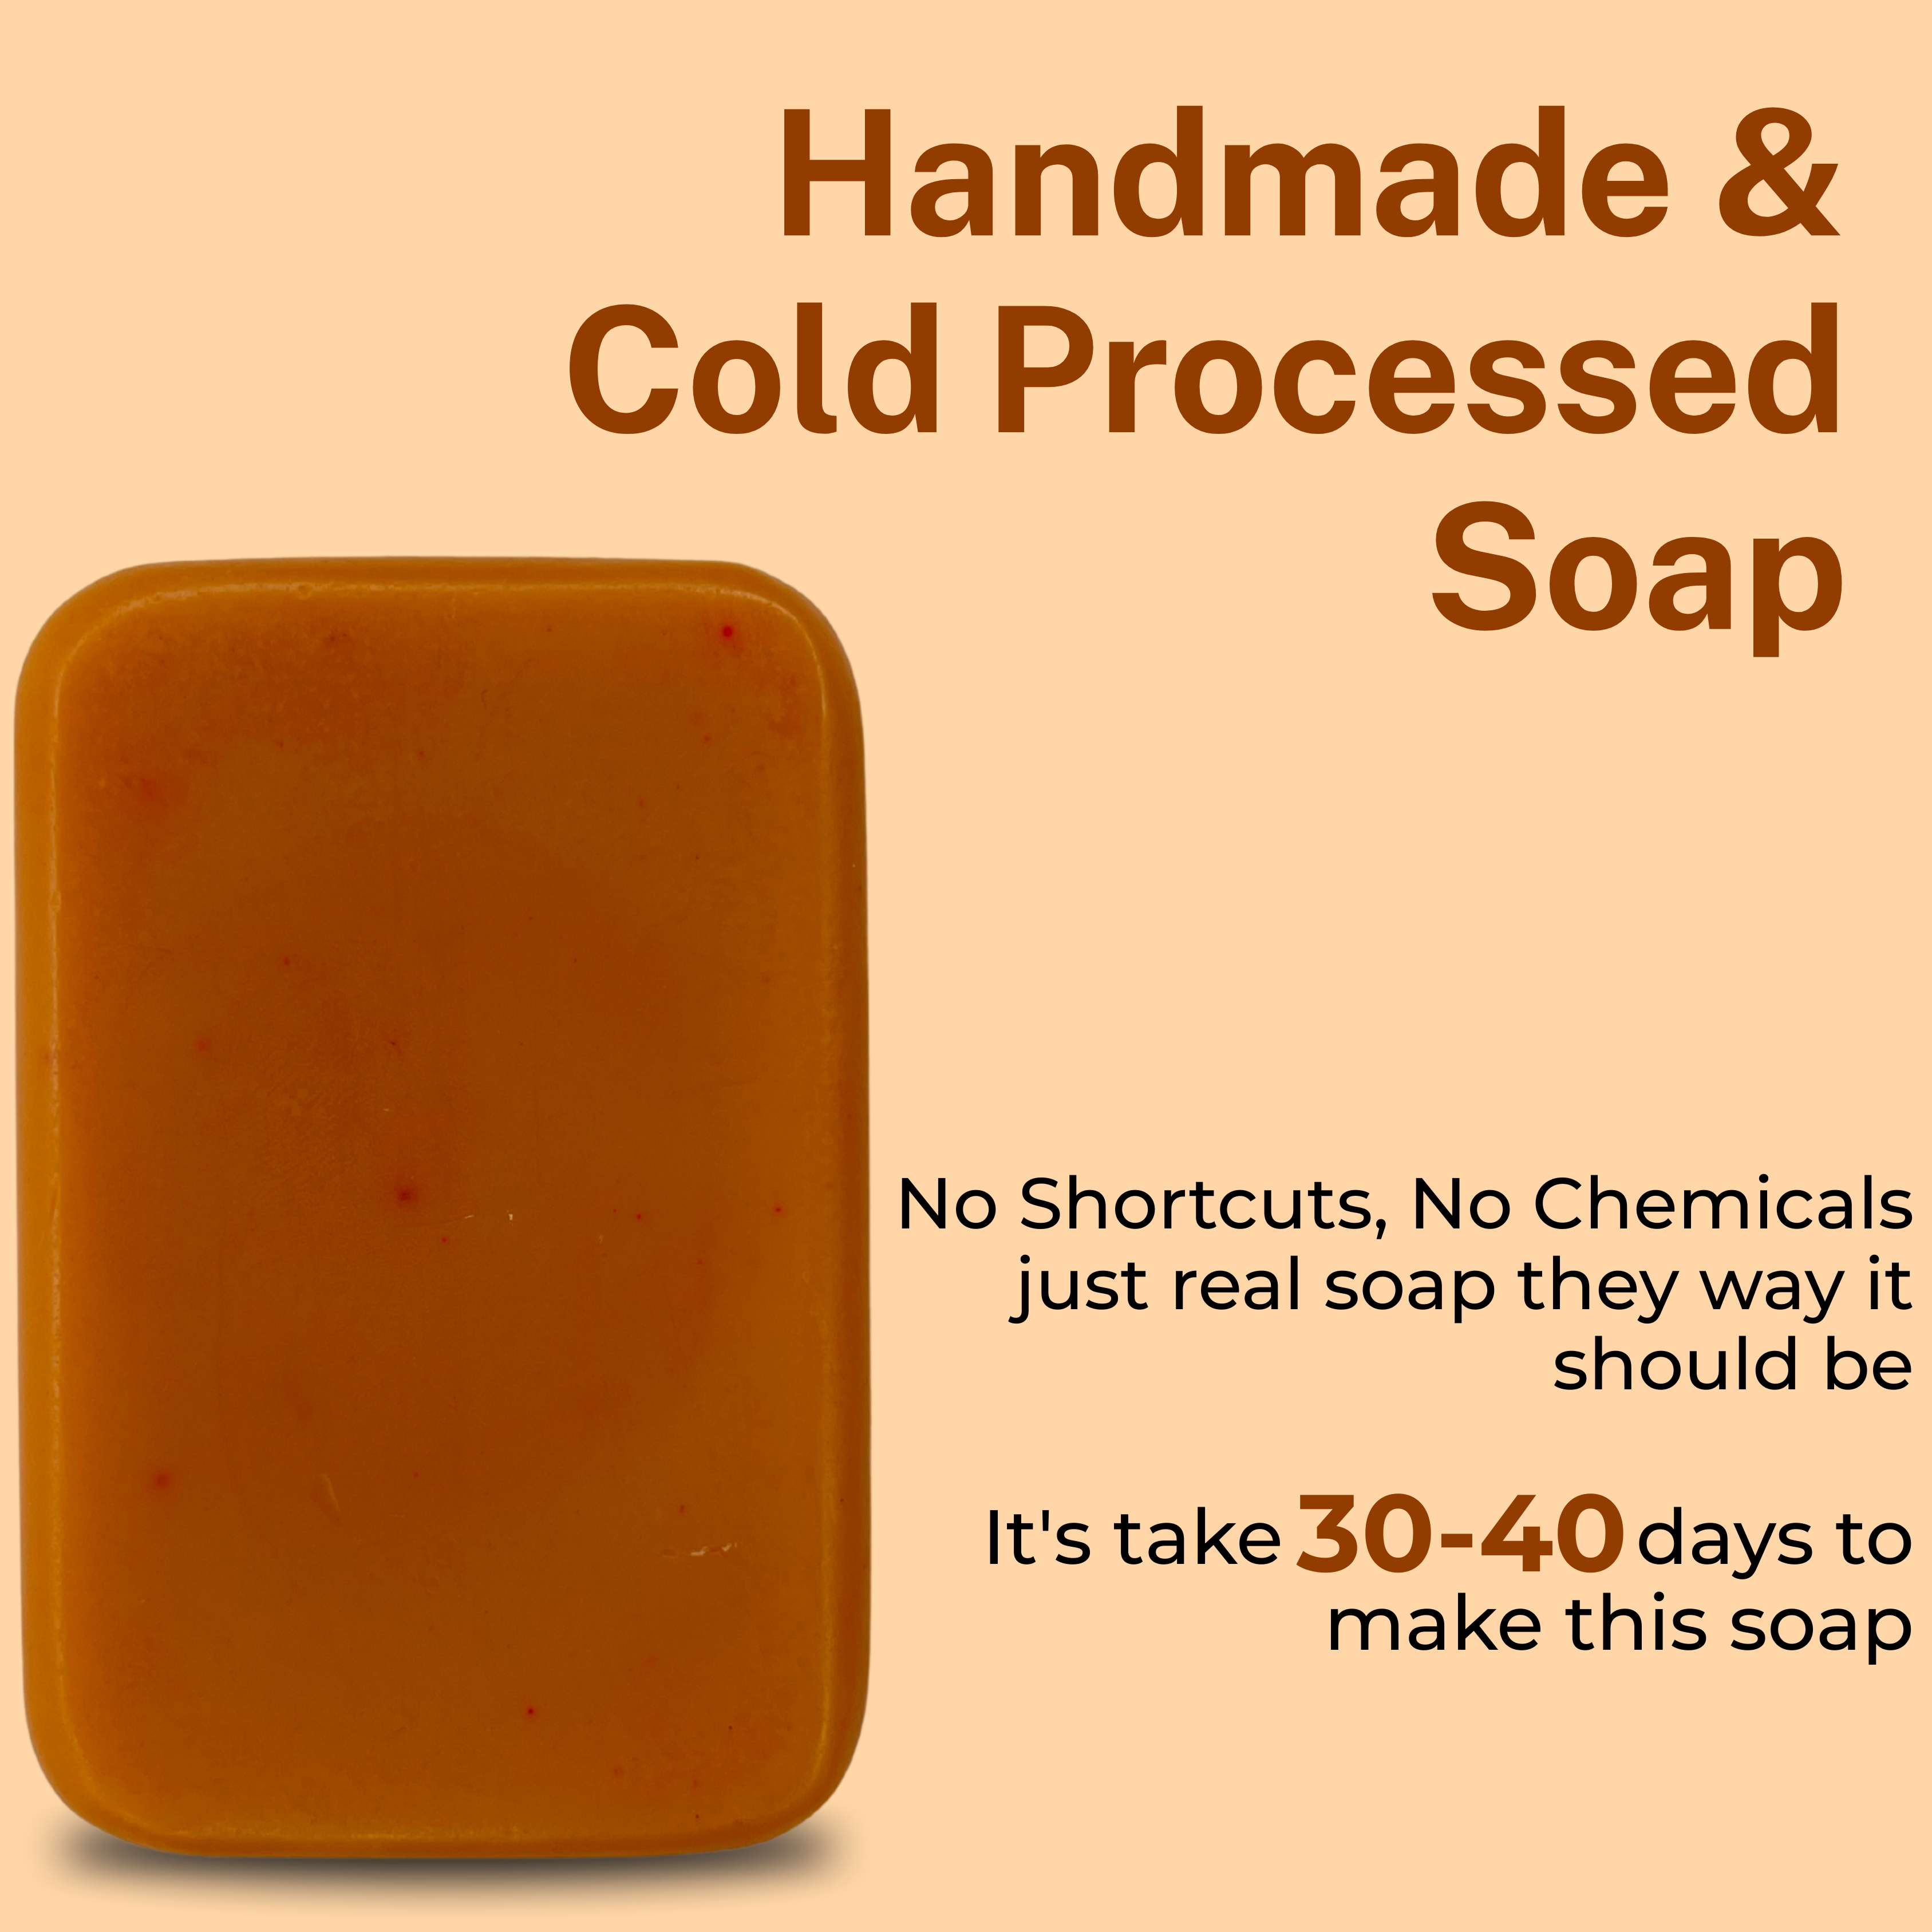 Handmade &
Cold Processed
Soap
No Shortcuts, No Chemicals
just real soap they way it
should be
It's take 30-40 days to
make this soap